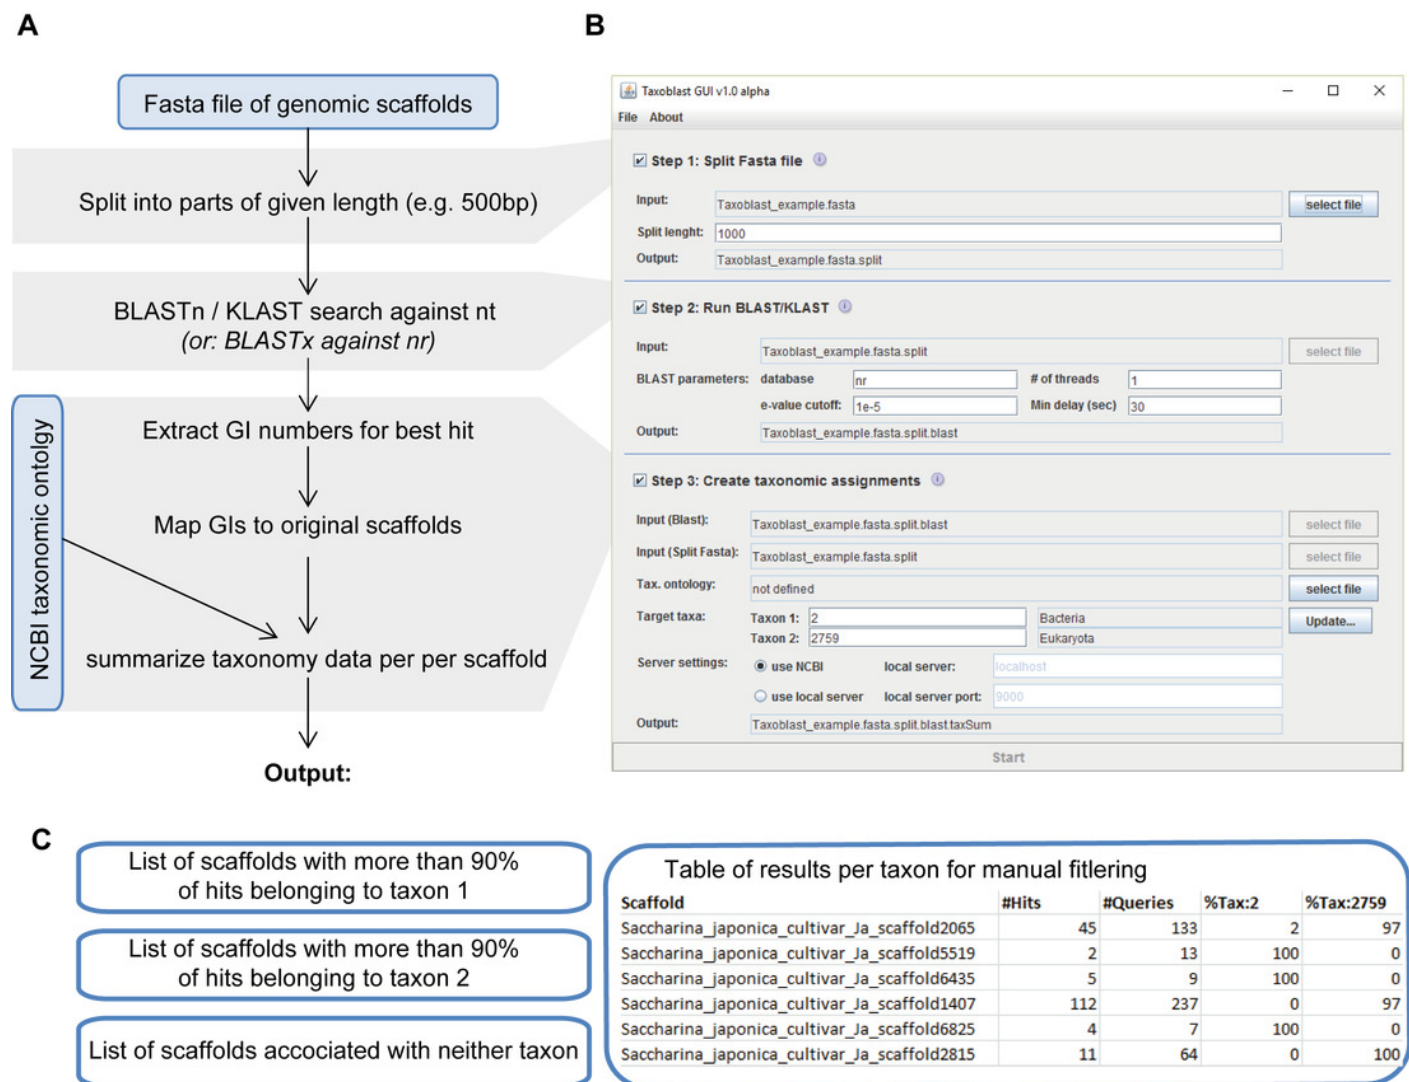 A
Fasta file of genomic scaffolds
Split into parts of given length (e.g. 500bp)
BLASTn / KLAST search against nt
(or: BLASTx against nr)
Extract GI numbers for best hit
Map GIs to original scaffolds
summarize taxonomy data per per scaffold
NCBI taxonomic ontolgy
Output:
B
Taxoblast GUI v1.0 alpha
File About
Step 1: Split Fasta file
Input: Taxoblast_example.fasta select file
Split lenght: 1000
Output: Taxoblast_example.fasta.split
Step 2: Run BLAST/KLAST
Input: Taxoblast_example.fasta.split select file
BLAST parameters: database nr # of threads 1
e-value cutoff: 1e-5 Min delay (sec) 30
Output: Taxoblast_example.fasta.split.blast
Step 3: Create taxonomic assignments
Input (Blast): Taxoblast_example.fasta.split.blast select file
Input (Split Fasta): Taxoblast_example.fasta.split select file
Tax. ontology: not defined select file
Target taxa: Taxon 1: 2 Bacteria Update...
Taxon 2: 2759 Eukaryota
Server settings: use NCBI local server: localhost
use local server local server port: 9000
Output: Taxoblast_example.fasta.split.blast.taxSum
Start
C
List of scaffolds with more than 90%
of hits belonging to taxon 1
List of scaffolds with more than 90%
of hits belonging to taxon 2
List of scaffolds accociated with neither taxon
Table of results per taxon for manual fitlering
Scaffold #Hits #Queries %Tax:2 %Tax:2759
Saccharina_japonica_cultivar_Ja_scaffold2065 45 133 2 97
Saccharina_japonica_cultivar_Ja_scaffold5519 2 13 100 0
Saccharina_japonica_cultivar_Ja_scaffold6435 5 9 100 0
Saccharina_japonica_cultivar_Ja_scaffold1407 112 237 0 97
Saccharina_japonica_cultivar_Ja_scaffold6825 4 7 100 0
Saccharina_japonica_cultivar_Ja_scaffold2815 11 64 0 100